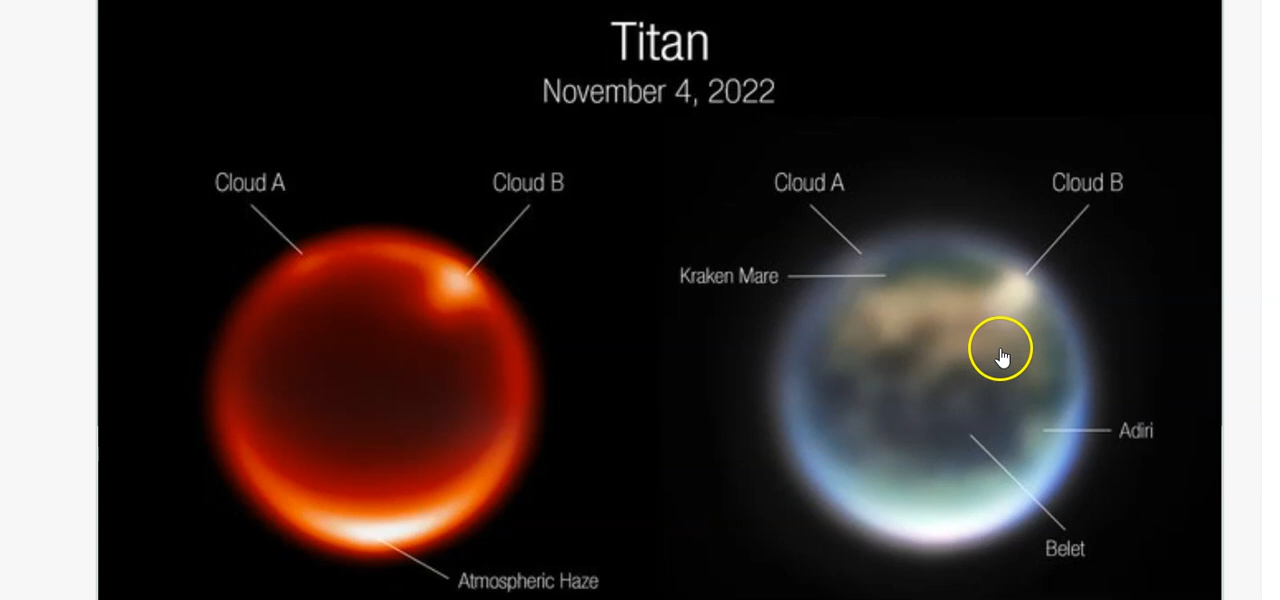 Titan
November 4, 2022
Cloud A
Cloud B
Cloud A
Cloud B
Kraken Mare
Adiri
Belet
Atmospheric Haze